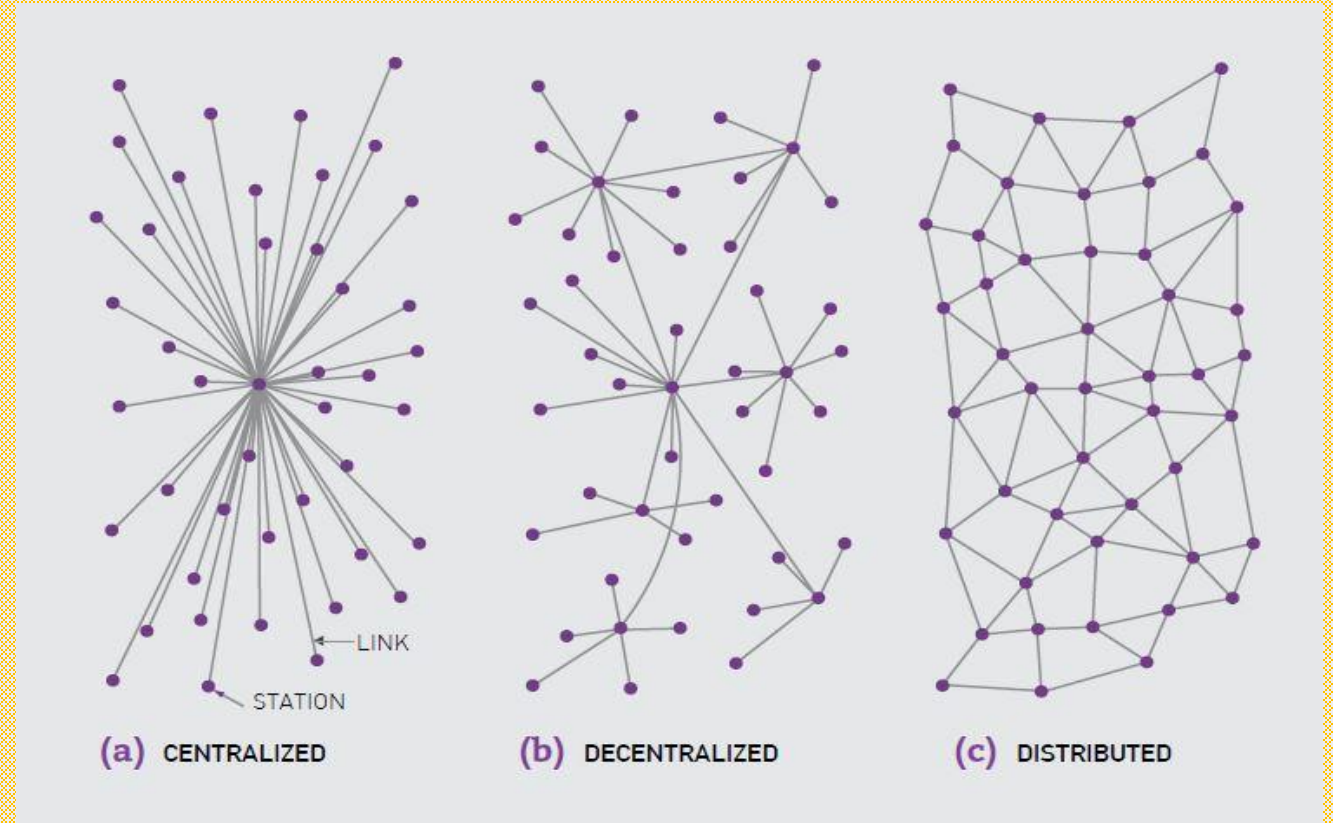 LINK
STATION
(a) CENTRALIZED
(b) DECENTRALIZED
(c) DISTRIBUTED